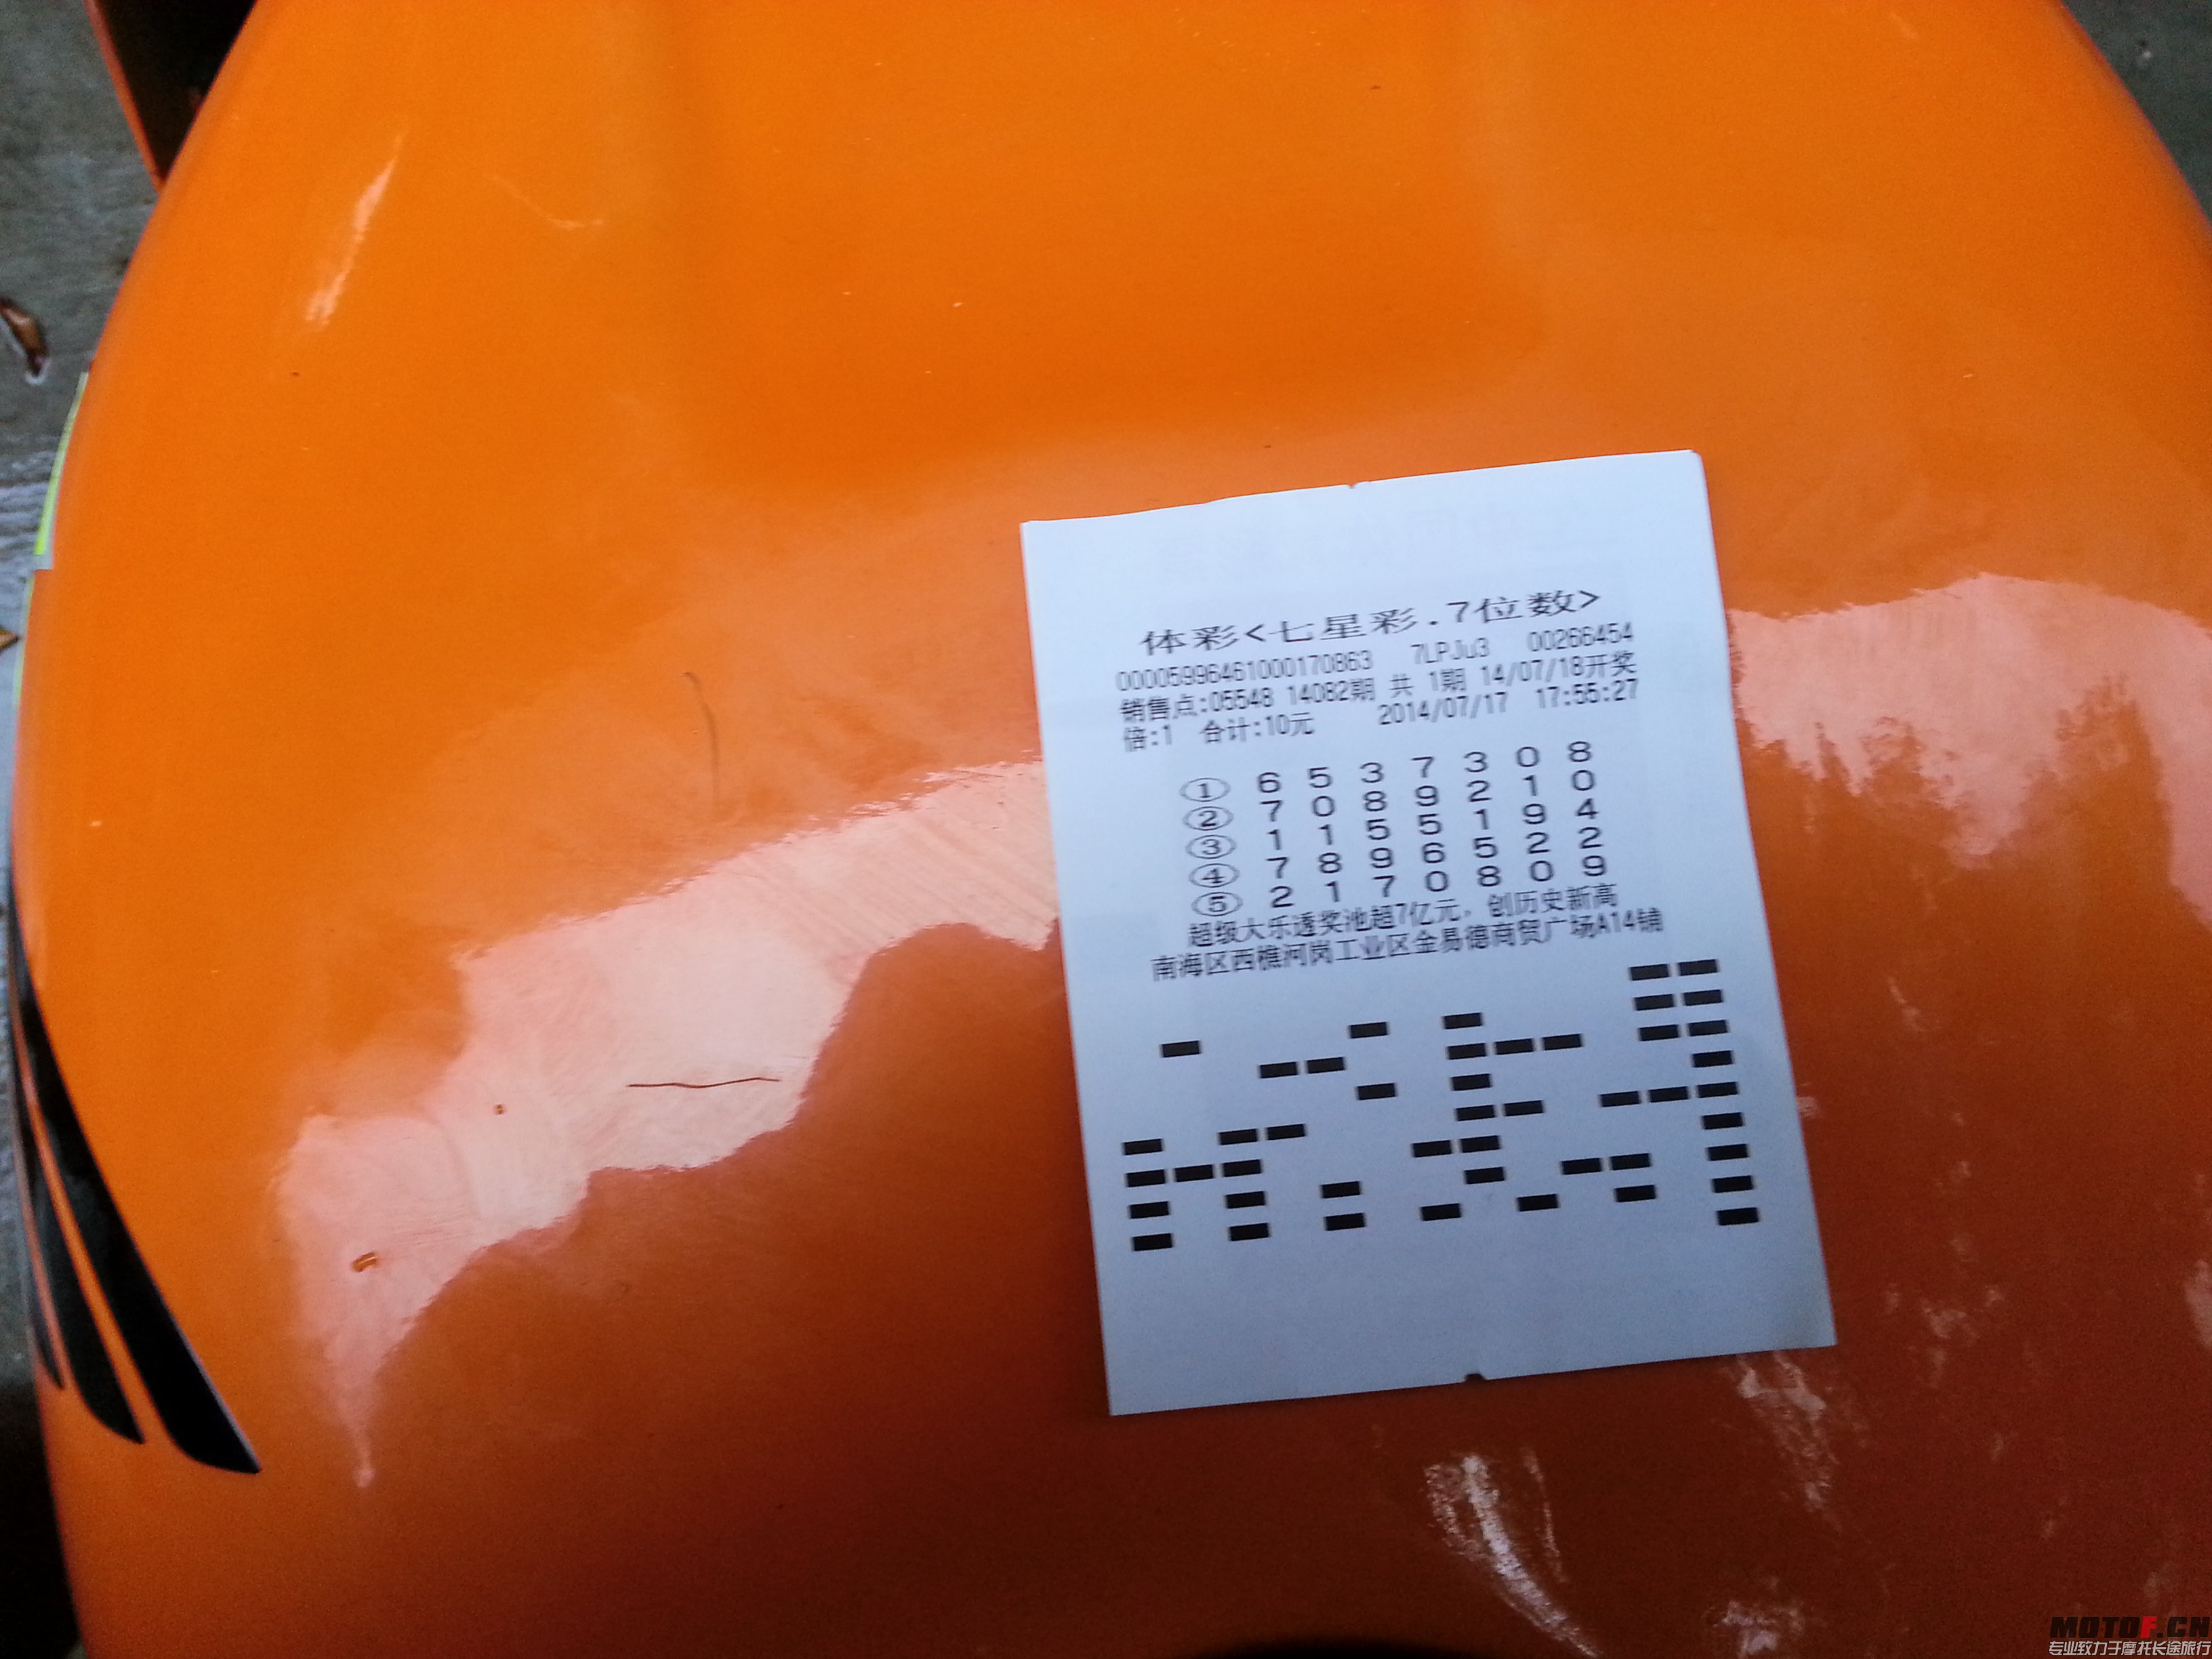 体彩<七星彩.7位数>
000059964610001​70863 7LPJu3 00266454
销售点:05548 14082期 共 1期 14/07/18开奖
倍:1 合计:10元 2014/07/17 17:55:27
① 6 5 3 7 3 0 8
② 7 0 8 9 2 1 0
③ 1 1 5 5 1 9 4
④ 7 8 9 6 5 2 2
⑤ 2 1 7 0 8 0 9
超级大乐透奖池超7亿元，创历史新高
南海区西樵河岗工业区金易德商贸广场A14铺
MOTOF.CN
专业致力于摩托长途旅行